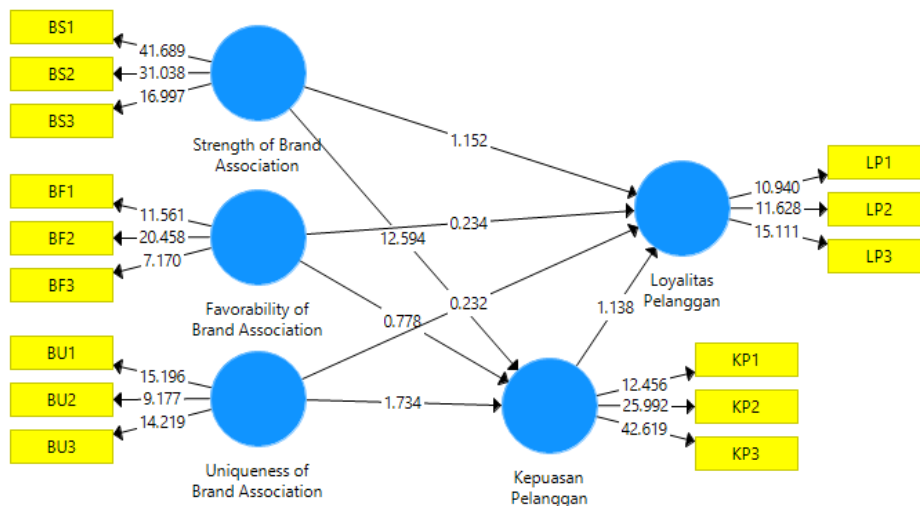 BS1
41.689
BS2
31.038
BS3
16.997
Strength of Brand
Association
BF1
11.561
BF2
20.458
BF3
7.170
Favorability of
Brand Association
BU1
15.196
BU2
9.177
BU3
14.219
Uniqueness of
Brand Association
1.152
0.234
12.594
0.232
0.778
1.734
1.138
Loyalitas
Pelanggan
LP1
10.940
LP2
11.628
LP3
15.111
Kepuasan
Pelanggan
KP1
12.456
KP2
25.992
KP3
42.619